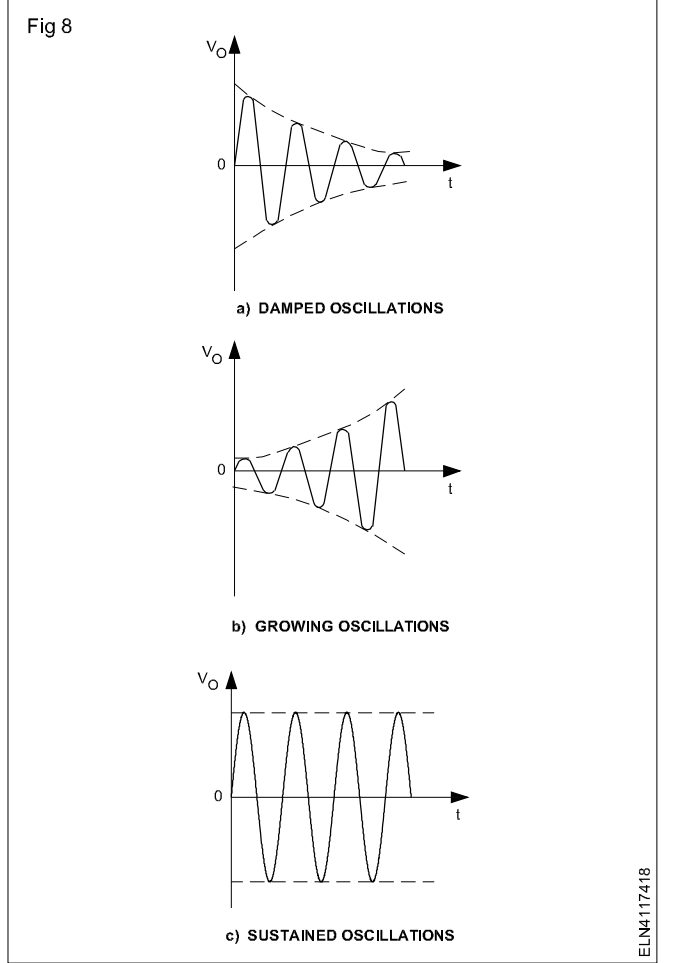 Fig 8
VO
0
t
a) DAMPED OSCILLATIONS
VO
0
t
b) GROWING OSCILLATIONS
VO
0
t
c) SUSTAINED OSCILLATIONS
ELN4117418